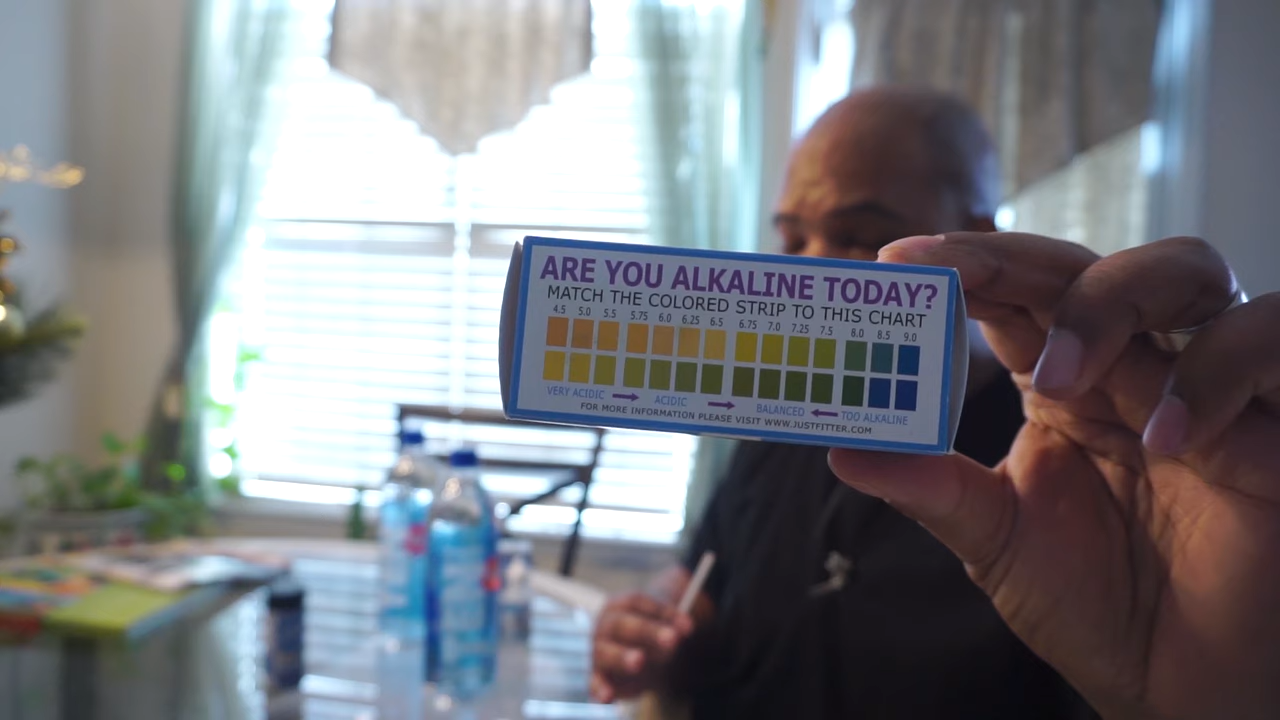 ARE YOU ALKALINE TODAY?
MATCH THE COLORED STRIP TO THIS CHART
4.5 5.0 5.5 5.75 6.0 6.25 6.5 6.75 7.0 7.25 7.5 8.0 8.5 9.0
VERY ACIDIC ACIDIC BALANCED TOO ALKALINE
FOR MORE INFORMATION PLEASE VISIT WWW.JUSTFITTER.COM